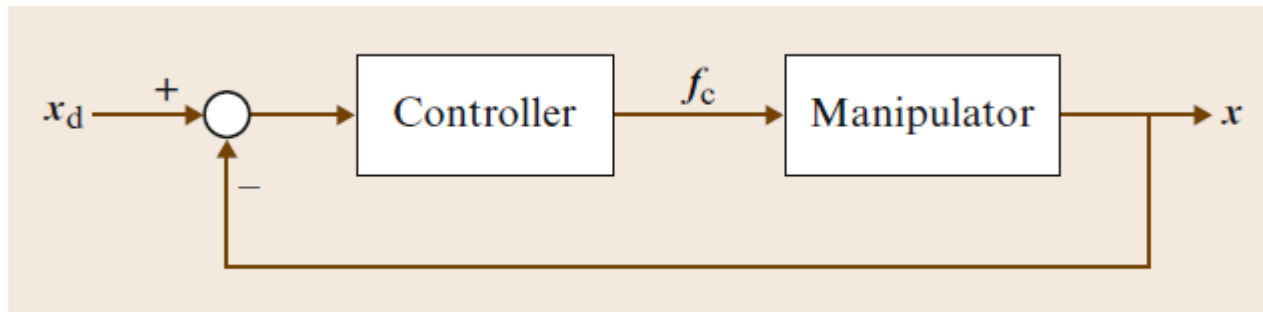 x_d + − Controller f_c Manipulator x